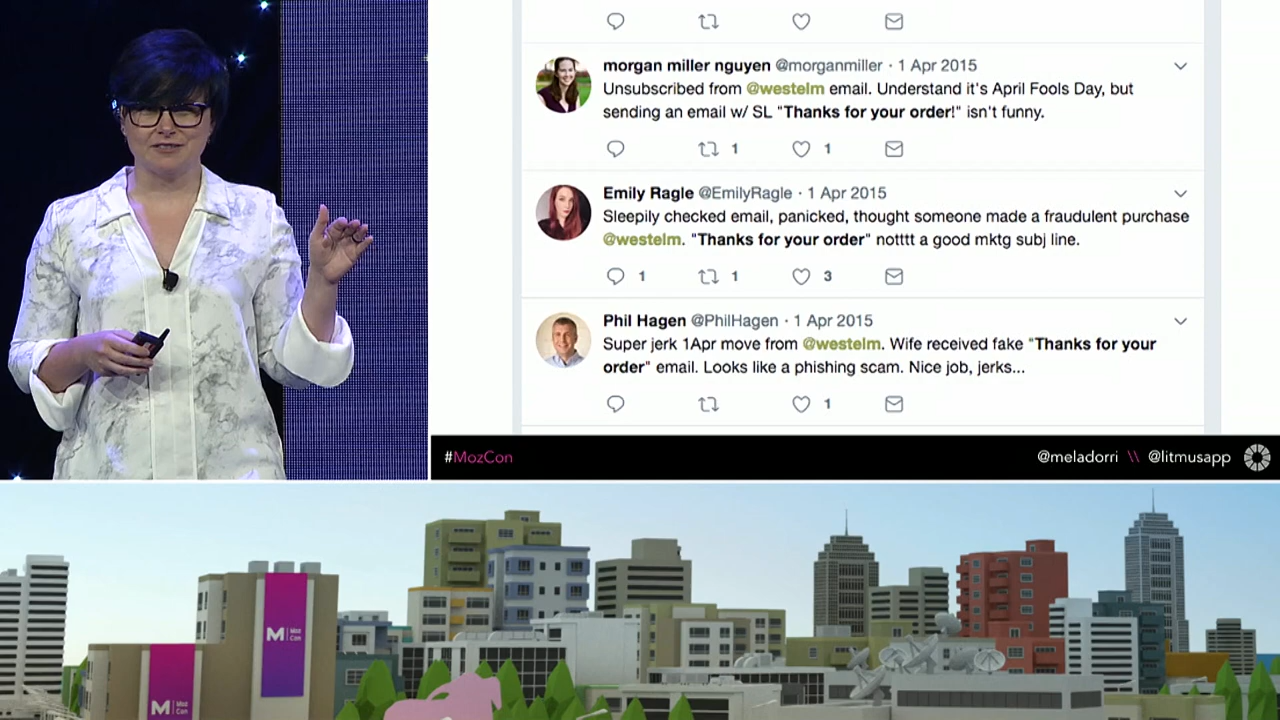 morgan miller nguyen @morganmiller · 1 Apr 2015
Unsubscribed from @westelm email. Understand it's April Fools Day, but
sending an email w/ SL "Thanks for your order!" isn't funny.
1 1
Emily Ragle @EmilyRagle · 1 Apr 2015
Sleepily checked email, panicked, thought someone made a fraudulent purchase
@westelm. "Thanks for your order" notttt a good mktg subj line.
1 1 3
Phil Hagen @PhilHagen · 1 Apr 2015
Super jerk 1Apr move from @westelm. Wife received fake "Thanks for your
order" email. Looks like a phishing scam. Nice job, jerks...
1
#MozCon
@meladorri \\ @litmusapp
M | Moz
Con
M | Moz
Con